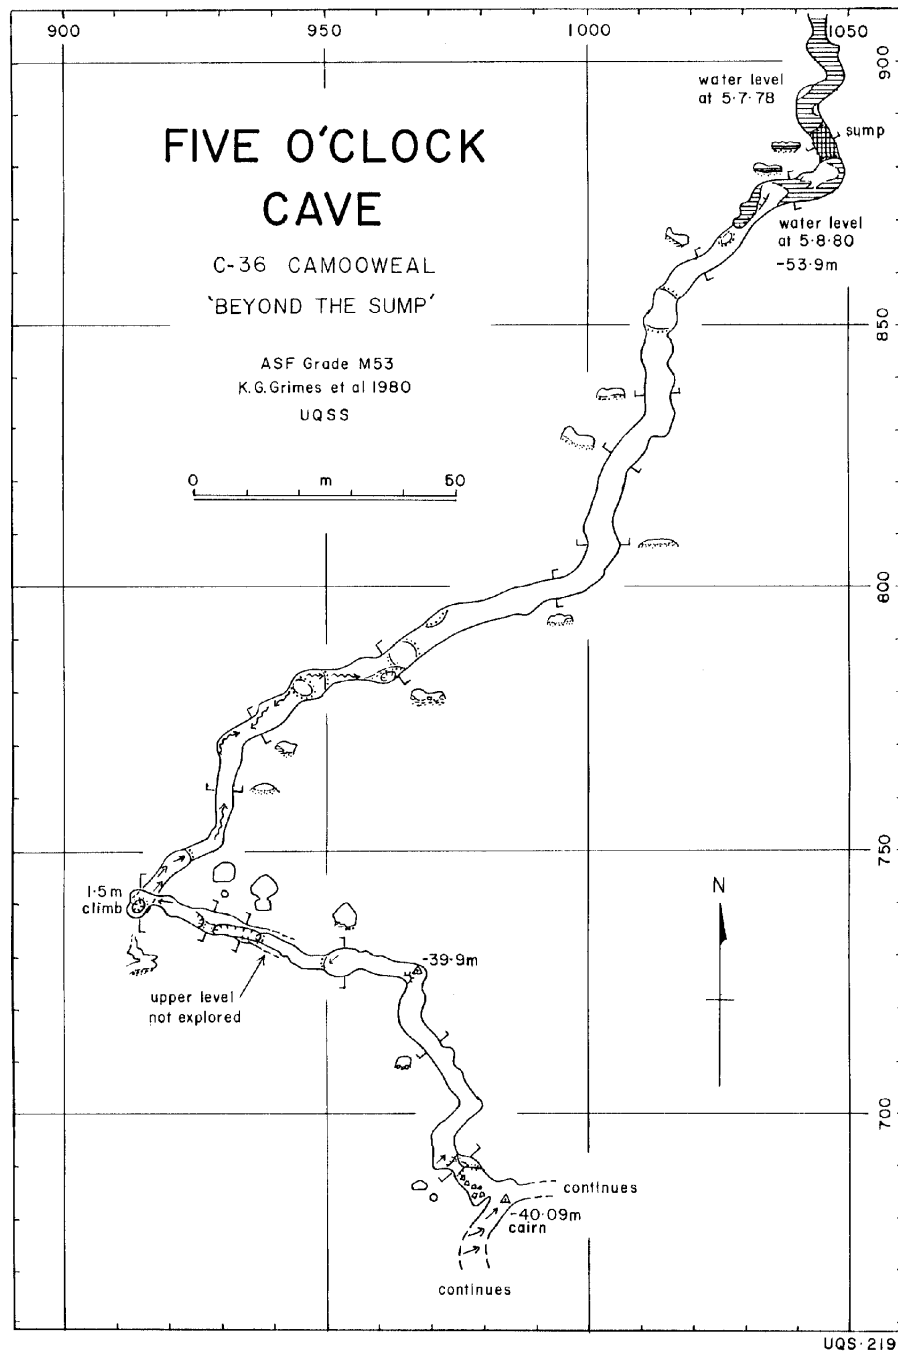 900
950
1000
1050
900
water level
at 5·7·78
sump
FIVE O'CLOCK
CAVE
water level
at 5·8·80
-53·9m
C-36 CAMOOWEAL
'BEYOND THE SUMP'
850
ASF Grade M53
K.G.Grimes et al 1980
UQSS
0 m 50
800
750
1·5m
climb
N
-39·9m
upper level
not explored
700
continues
-40·09m
cairn
continues
UQS·219